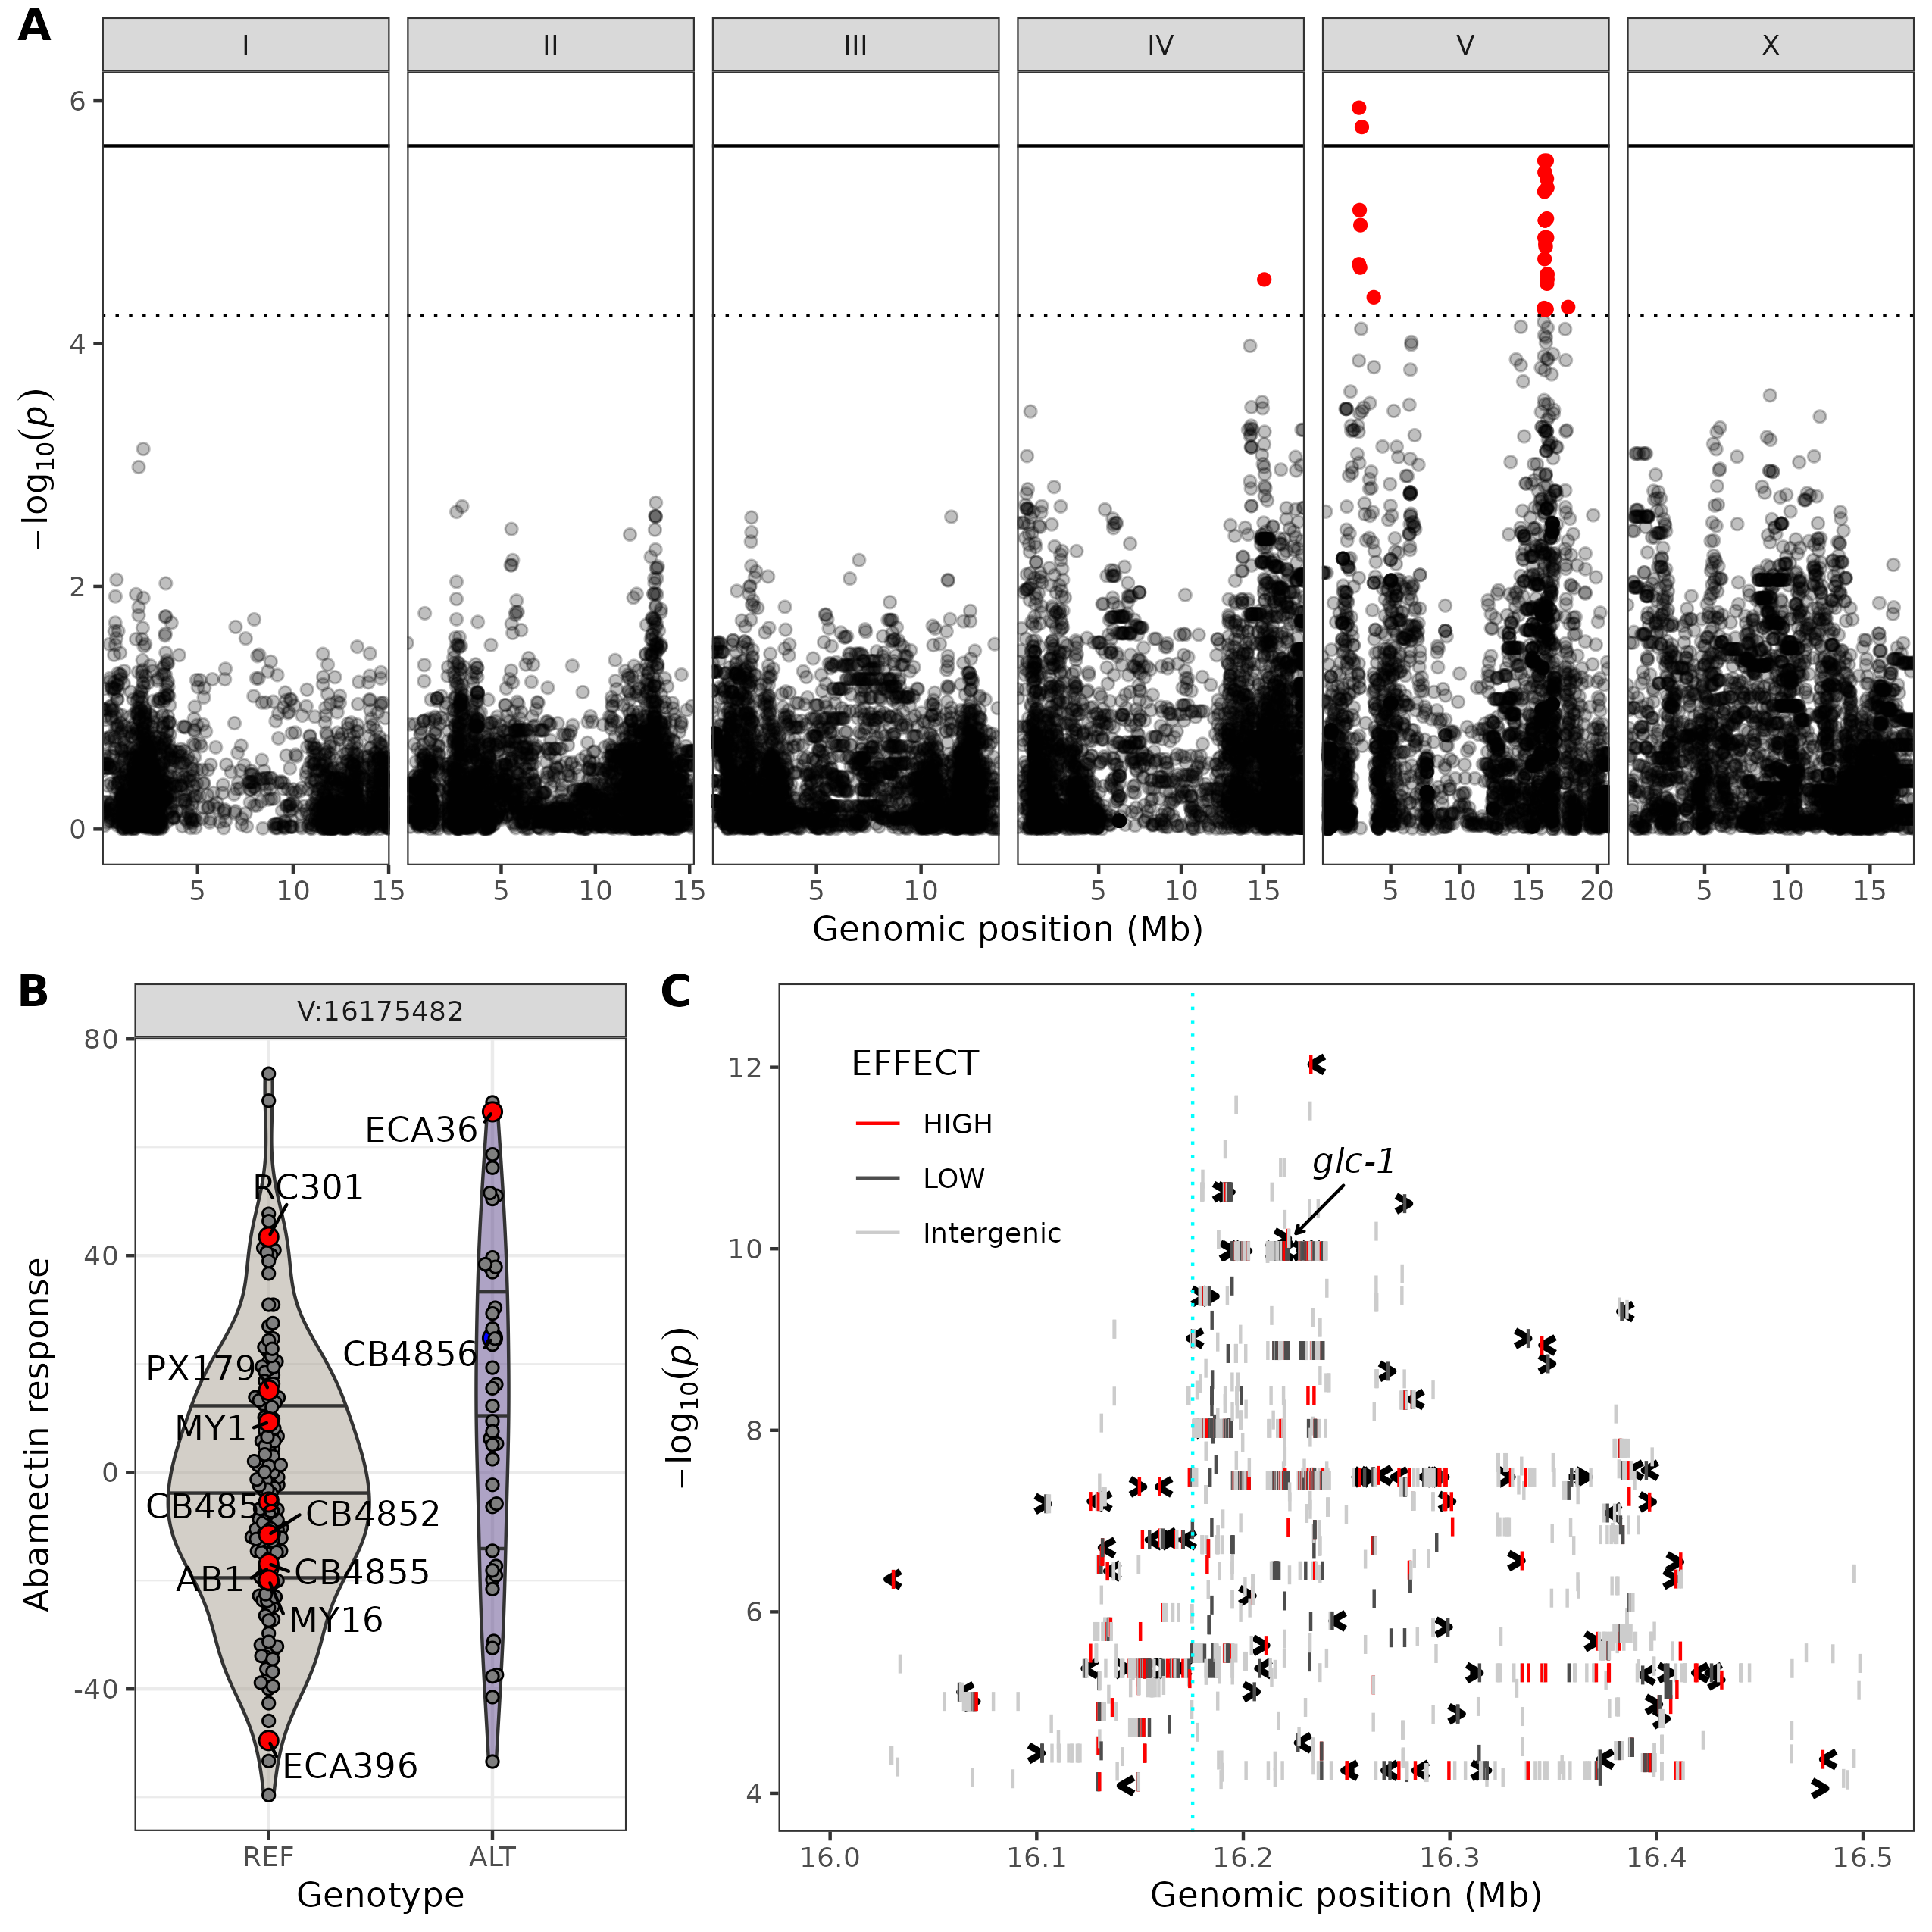 A
I II III IV V X
6
4
2
0
−log10(p)
5 10 15 5 10 15 5 10 5 10 15 5 10 15 20 5 10 15
Genomic position (Mb)
B
V:16175482
80
40
0
-40
Abamectin response
ECA36
RC301
CB4856
PX179
MY1
CB485
CB4852
CB4855
AB1
MY16
ECA396
REF ALT
Genotype
C
12
10
8
6
4
−log10(p)
EFFECT
HIGH
LOW
Intergenic
glc-1
16.0 16.1 16.2 16.3 16.4 16.5
Genomic position (Mb)